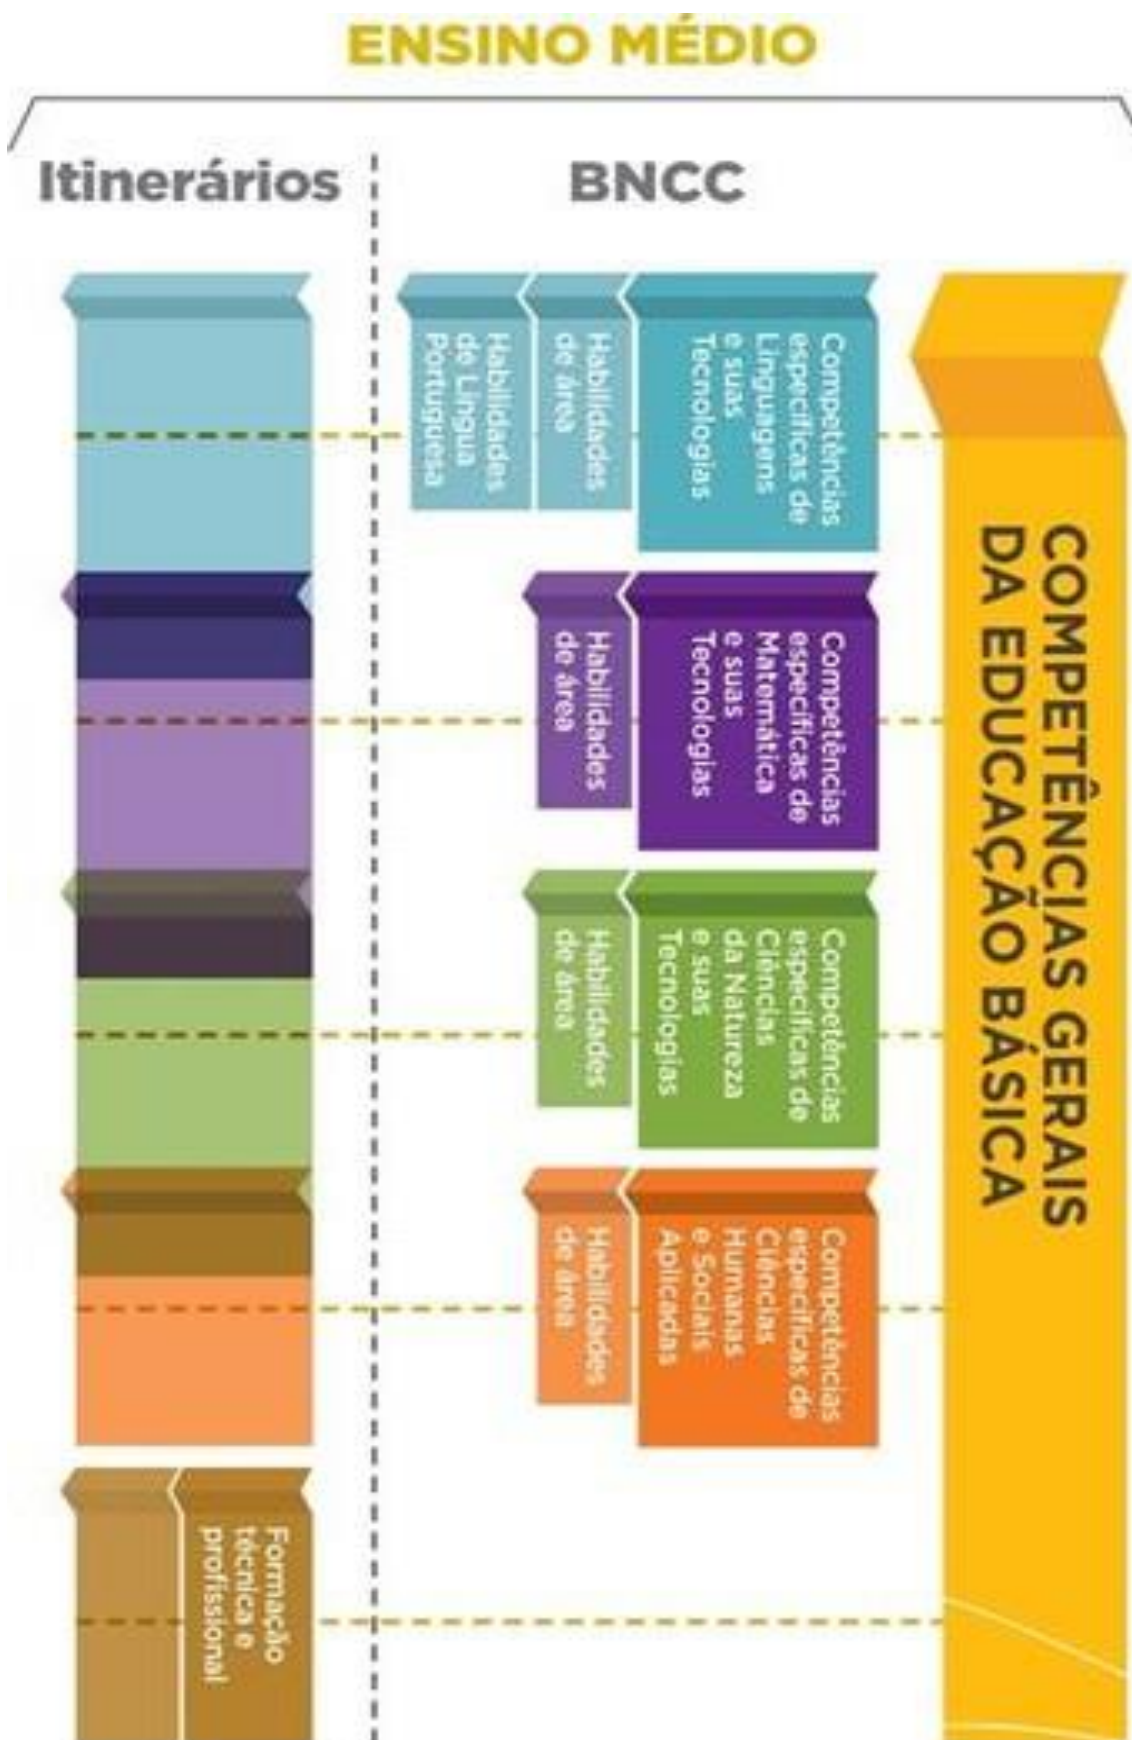 ENSINO MÉDIO
Itinerários
BNCC
COMPETÊNCIAS GERAIS
DA EDUCAÇÃO BÁSICA
Competências
específicas de
Linguagens
e suas
Tecnologias
Habilidades
de área
Habilidades
de Língua
Portuguesa
Competências
específicas de
Matemática
e suas
Tecnologias
Habilidades
de área
Competências
específicas de
Ciências
da Natureza
e suas
Tecnologias
Habilidades
de área
Competências
específicas de
Ciências
Humanas
e Sociais
Aplicadas
Habilidades
de área
Formação
técnica e
profissional